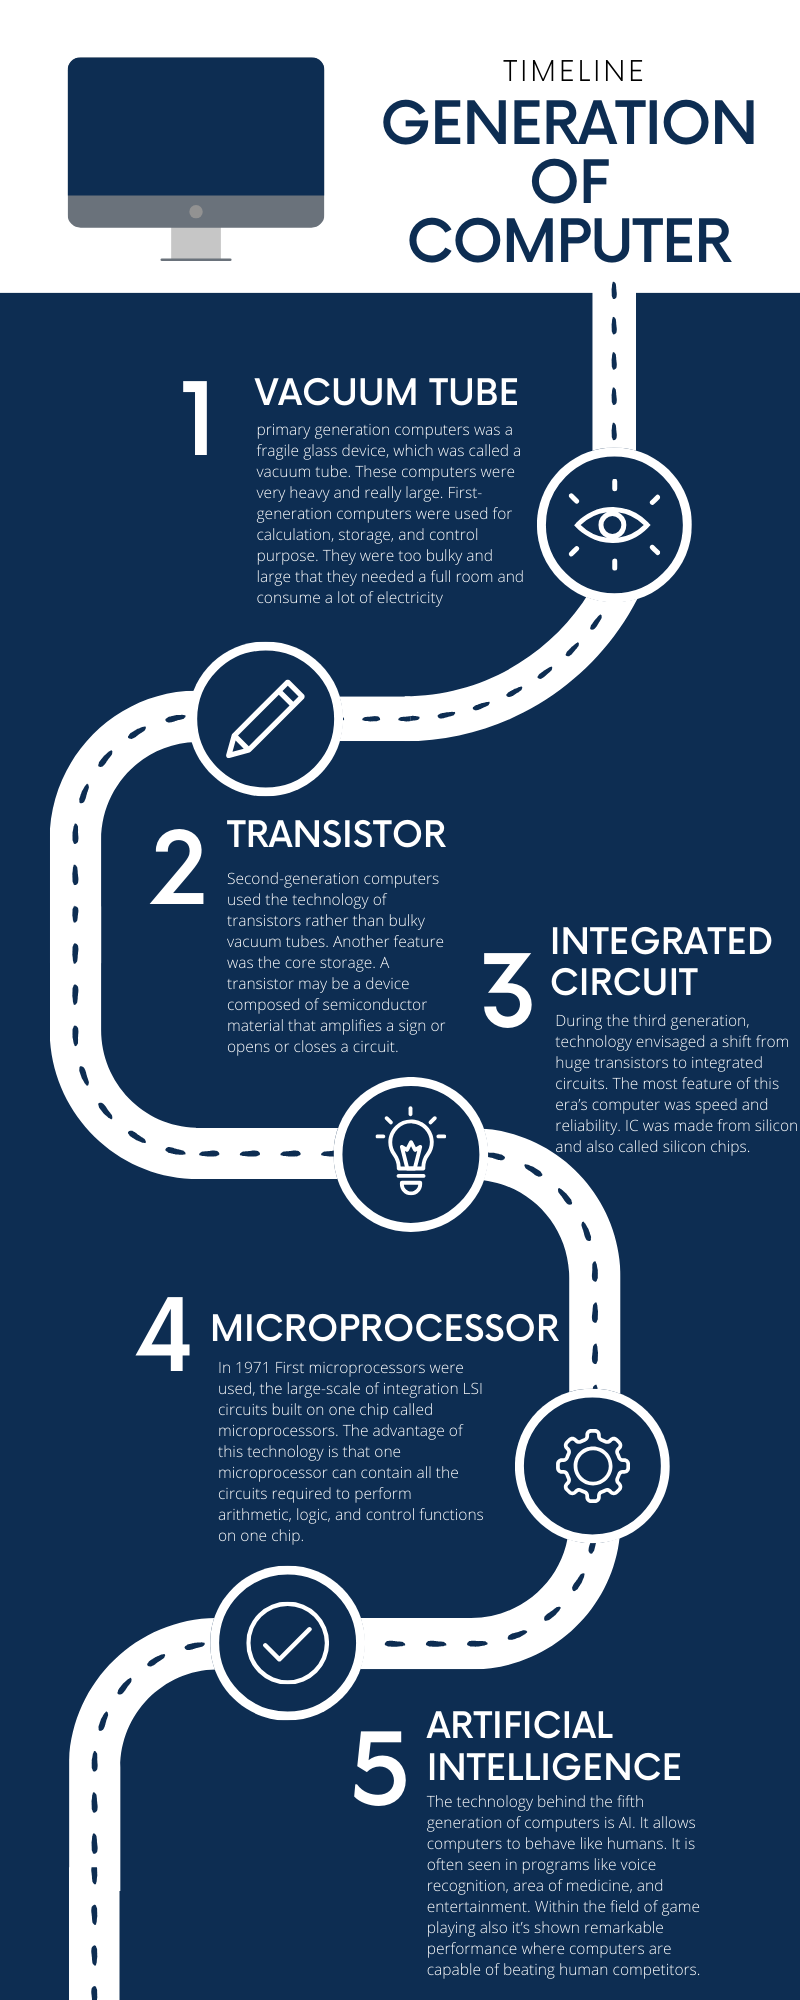 TIMELINE
GENERATION
OF
COMPUTER
1
VACUUM TUBE
primary generation computers was a
fragile glass device, which was called a
vacuum tube. These computers were
very heavy and really large. First-
generation computers were used for
calculation, storage, and control
purpose. They were too bulky and
large that they needed a full room and
consume a lot of electricity
2
TRANSISTOR
Second-generation computers
used the technology of
transistors rather than bulky
vacuum tubes. Another feature
was the core storage. A
transistor may be a device
composed of semiconductor
material that amplifies a sign or
opens or closes a circuit.
3
INTEGRATED
CIRCUIT
During the third generation,
technology envisaged a shift from
huge transistors to integrated
circuits. The most feature of this
era's computer was speed and
reliability. IC was made from silicon
and also called silicon chips.
4
MICROPROCESSOR
In 1971 First microprocessors were
used, the large-scale of integration LSI
circuits built on one chip called
microprocessors. The advantage of
this technology is that one
microprocessor can contain all the
circuits required to perform
arithmetic, logic, and control functions
on one chip.
5
ARTIFICIAL
INTELLIGENCE
The technology behind the fifth
generation of computers is AI. It allows
computers to behave like humans. It is
often seen in programs like voice
recognition, area of medicine, and
entertainment. Within the field of game
playing also it's shown remarkable
performance where computers are
capable of beating human competitors.